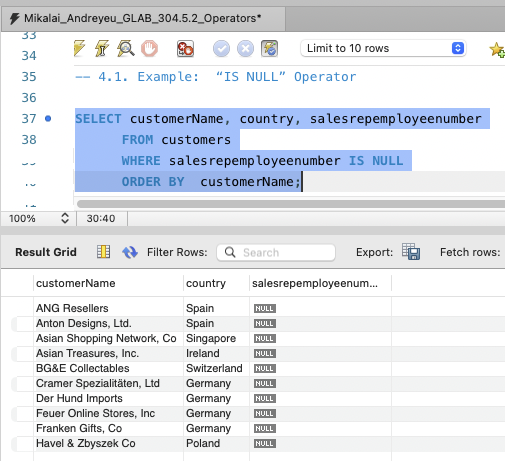 Mikalai_Andreyeu_GLAB_304.5.2_Operators*
33
Limit to 10 rows
35 -- 4.1. Example: “IS NULL” Operator
36
37 SELECT customerName, country, salesrepemployeenumber
38 FROM customers
WHERE salesrepemployeenumber IS NULL
ORDER BY customerName;
100% 30:40
Result Grid Filter Rows: Search Export: Fetch rows:
customerName country salesrepemployeenum...
ANG Resellers Spain NULL
Anton Designs, Ltd. Spain NULL
Asian Shopping Network, Co Singapore NULL
Asian Treasures, Inc. Ireland NULL
BG&E Collectables Switzerland NULL
Cramer Spezialitäten, Ltd Germany NULL
Der Hund Imports Germany NULL
Feuer Online Stores, Inc Germany NULL
Franken Gifts, Co Germany NULL
Havel & Zbyszek Co Poland NULL